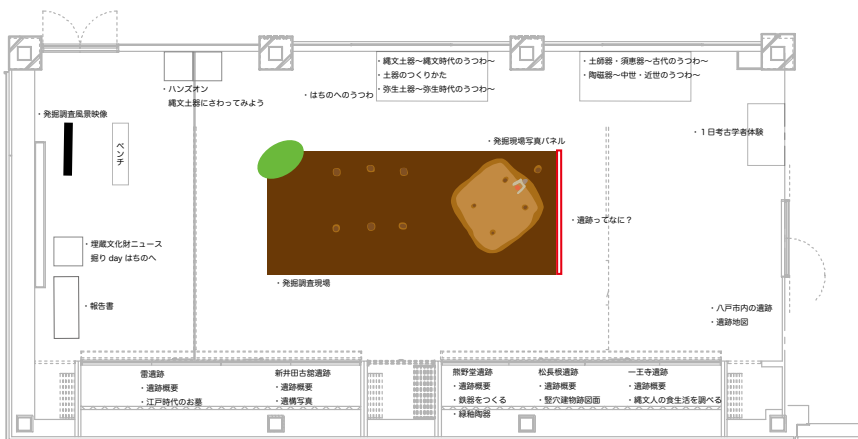 ・ハンズオン
縄文土器にさわってみよう
・はちのへのうつわ
・縄文土器〜縄文時代のうつわ〜
・土器のつくりかた
・弥生土器〜弥生時代のうつわ〜
・土師器・須恵器〜古代のうつわ〜
・陶磁器〜中世・近世のうつわ〜
・発掘調査風景映像
ベンチ
・発掘現場写真パネル
・1日考古学者体験
・遺跡ってなに?
・埋蔵文化財ニュース
掘り day はちのへ
・発掘調査現場
・報告書
・八戸市内の遺跡
・遺跡地図
雷遺跡
・遺跡概要
・江戸時代のお墓
新井田古舘遺跡
・遺跡概要
・遺構写真
熊野堂遺跡
・遺跡概要
・鉄器をつくる
・緑釉陶器
松長根遺跡
・遺跡概要
・竪穴建物跡図面
一王寺遺跡
・遺跡概要
・縄文人の食生活を調べる